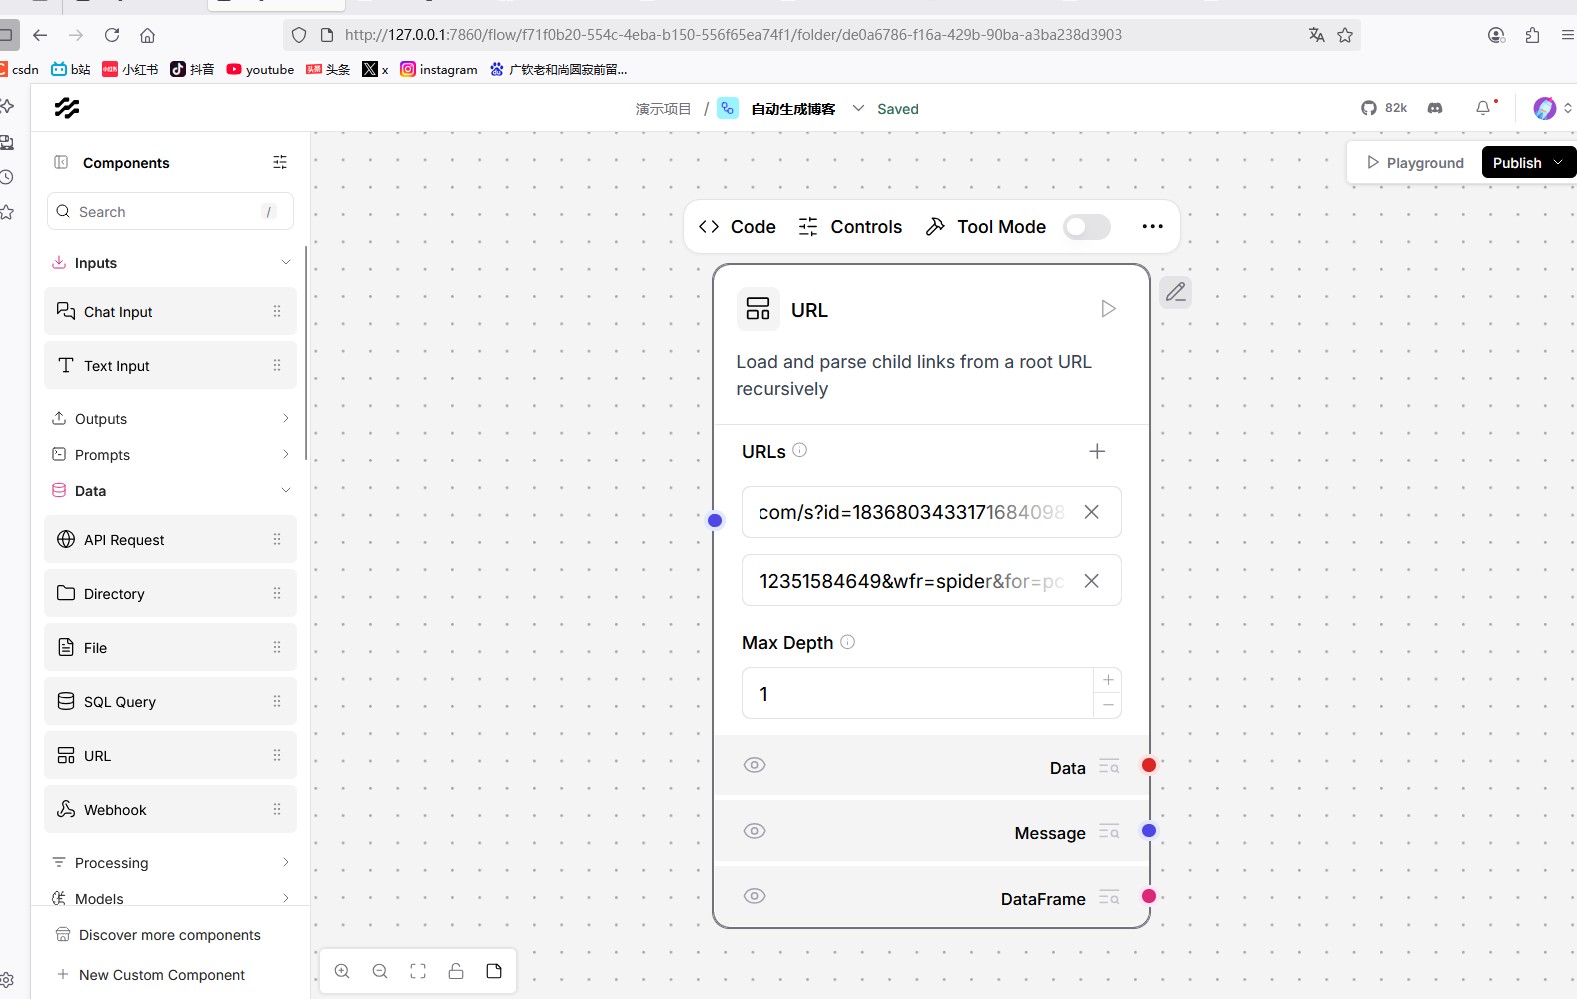 http://127.0.0.1:7860/flow/f71f0b20-554c-4eba-b150-556f65ea74f1/folder/de0a6786-f16a-429b-90ba-a3ba238d3903
csdn b站 小红书 抖音 youtube 头条 x instagram 广钦老和尚圆寂前留...
演示项目 / 自动生成博客 Saved 82k
Components
Playground Publish
Search /
Code Controls Tool Mode
Inputs
Chat Input
Text Input
Outputs
Prompts
Data
API Request
Directory
File
SQL Query
URL
Webhook
Processing
Models
Discover more components
New Custom Component
URL
Load and parse child links from a root URL
recursively
URLs
com/s?id=1836803433171684098
12351584649&wfr=spider&for=pc
Max Depth
1
Data
Message
DataFrame